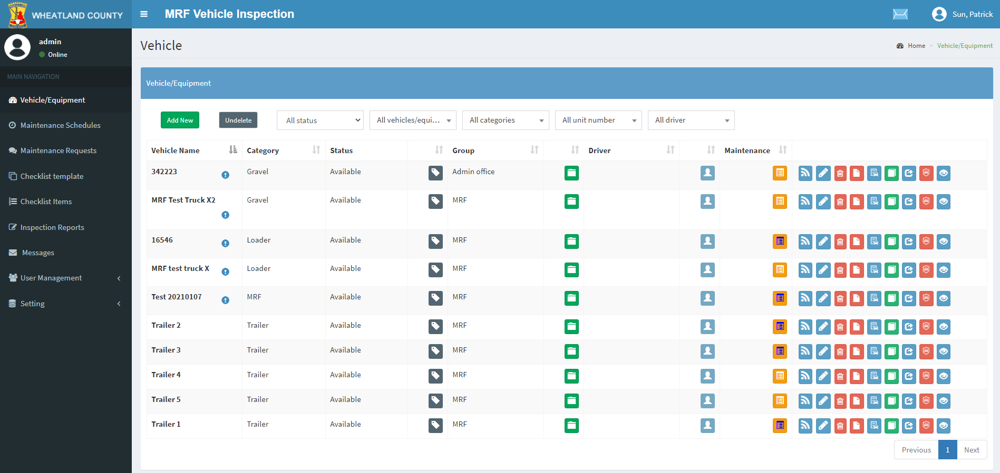 WHEATLAND COUNTY
MRF Vehicle Inspection
Sun, Patrick
admin
Online
MAIN NAVIGATION
Vehicle/Equipment
Maintenance Schedules
Maintenance Requests
Checklist template
Checklist Items
Inspection Reports
Messages
User Management
Setting
Vehicle
Home > Vehicle/Equipment
Vehicle/Equipment
Add New Undelete All status All vehicles/equi... All categories All unit number All driver
Vehicle Name Category Status Group Driver Maintenance
342223 Gravel Available Admin office
MRF Test Truck X2 Gravel Available MRF
16546 Loader Available MRF
MRF test truck X Loader Available MRF
Test 20210107 MRF Available MRF
Trailer 2 Trailer Available MRF
Trailer 3 Trailer Available MRF
Trailer 4 Trailer Available MRF
Trailer 5 Trailer Available MRF
Trailer 1 Trailer Available MRF
Previous 1 Next